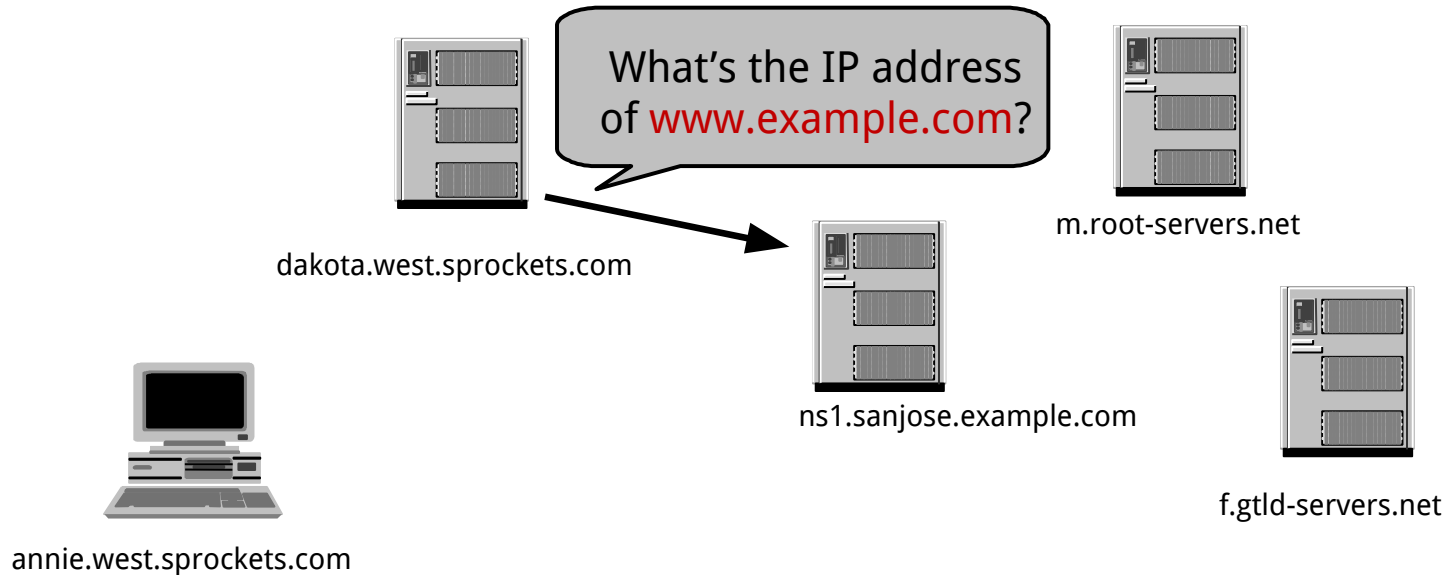 What’s the IP address
of www.example.com?
m.root-servers.net
dakota.west.sprockets.com
ns1.sanjose.example.com
f.gtld-servers.net
annie.west.sprockets.com